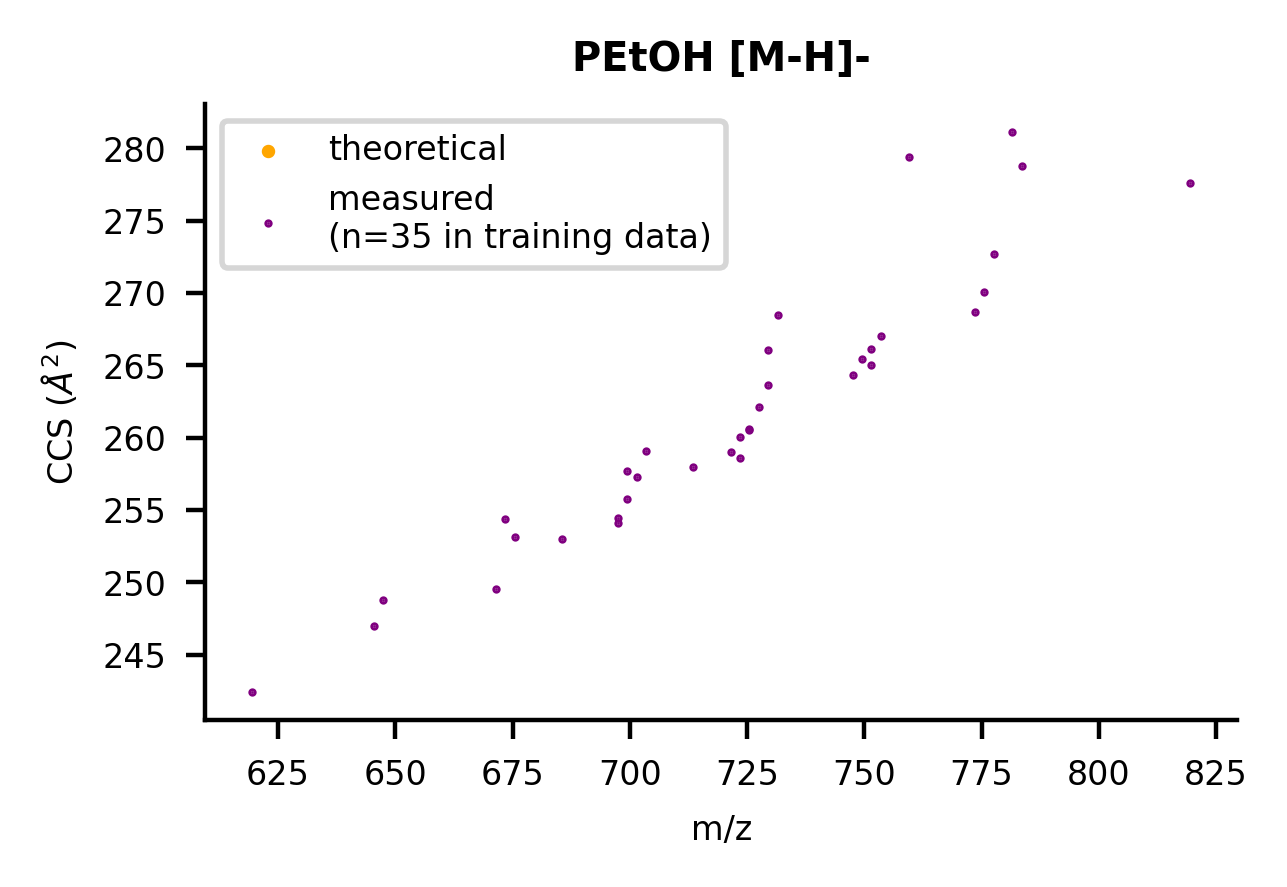 PEtOH [M-H]-
theoretical
measured
(n=35 in training data)
280
275
270
265
260
255
250
245
CCS (Å²)
625 650 675 700 725 750 775 800 825
m/z